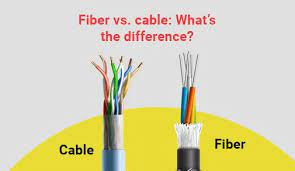 Fiber vs. cable: What's
the difference?
Cable
Fiber